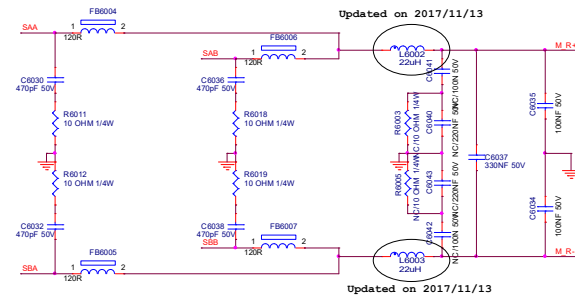 Updated on 2017/11/13
FB6004
SAA
1
2
120R
FB6006
SAB
1
2
120R
L6002
22uH
M_R+
C6030
470pF 50V
C6036
470pF 50V
C6041
NC/100N 50V
C6035
100NF 50V
R6011
10 OHM 1/4W
R6018
10 OHM 1/4W
R6003
NC/10 OHM 1/4W
C6040
NC/220NF 50V
C6037
330NF 50V
R6012
10 OHM 1/4W
R6019
10 OHM 1/4W
R6005
NC/10 OHM 1/4W
C6043
NC/220NF 50V
C6032
470pF 50V
C6038
470pF 50V
C6042
NC/100N 50V
C6034
100NF 50V
SBB
FB6007
1
2
120R
SBA
FB6005
1
2
120R
L6003
22uH
M_R-
Updated on 2017/11/13